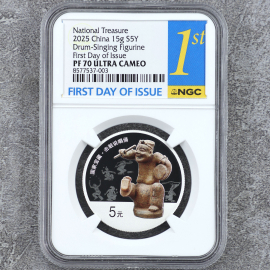 National Treasure
2025 China 15g S5Y
Drum-Singing Figurine
First Day of Issue
PF 70 ULTRA CAMEO
8577537-003
1st
FIRST DAY OF ISSUE
NGC
5元